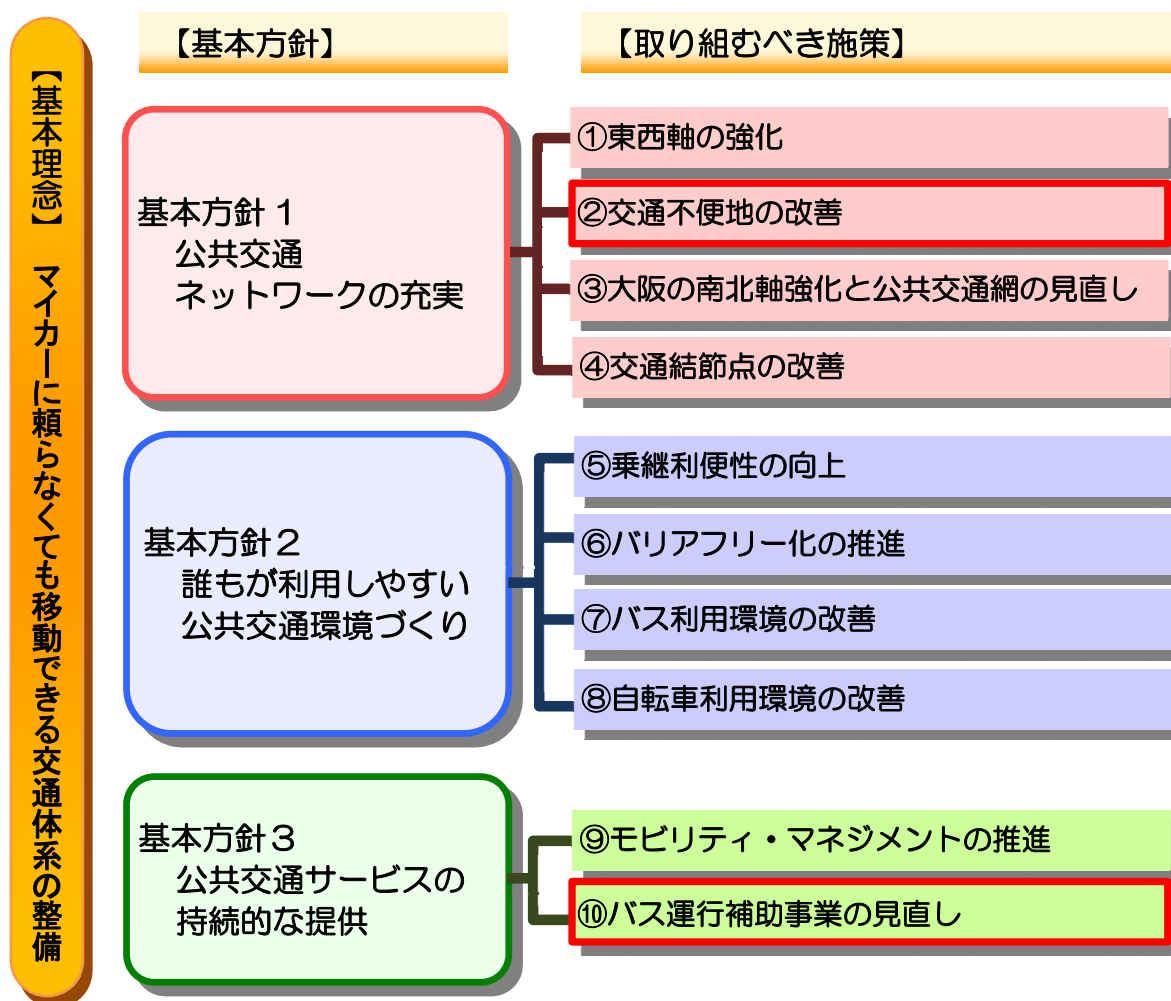 【基本理念】 マイカーに頼らなくても移動できる交通体系の整備
【基本方針】
【取り組むべき施策】
基本方針1
公共交通
ネットワークの充実
①東西軸の強化
②交通不便地の改善
③大阪の南北軸強化と公共交通網の見直し
④交通結節点の改善
基本方針2
誰もが利用しやすい
公共交通環境づくり
⑤乗継利便性の向上
⑥バリアフリー化の推進
⑦バス利用環境の改善
⑧自転車利用環境の改善
基本方針3
公共交通サービスの
持続的な提供
⑨モビリティ・マネジメントの推進
⑩バス運行補助事業の見直し